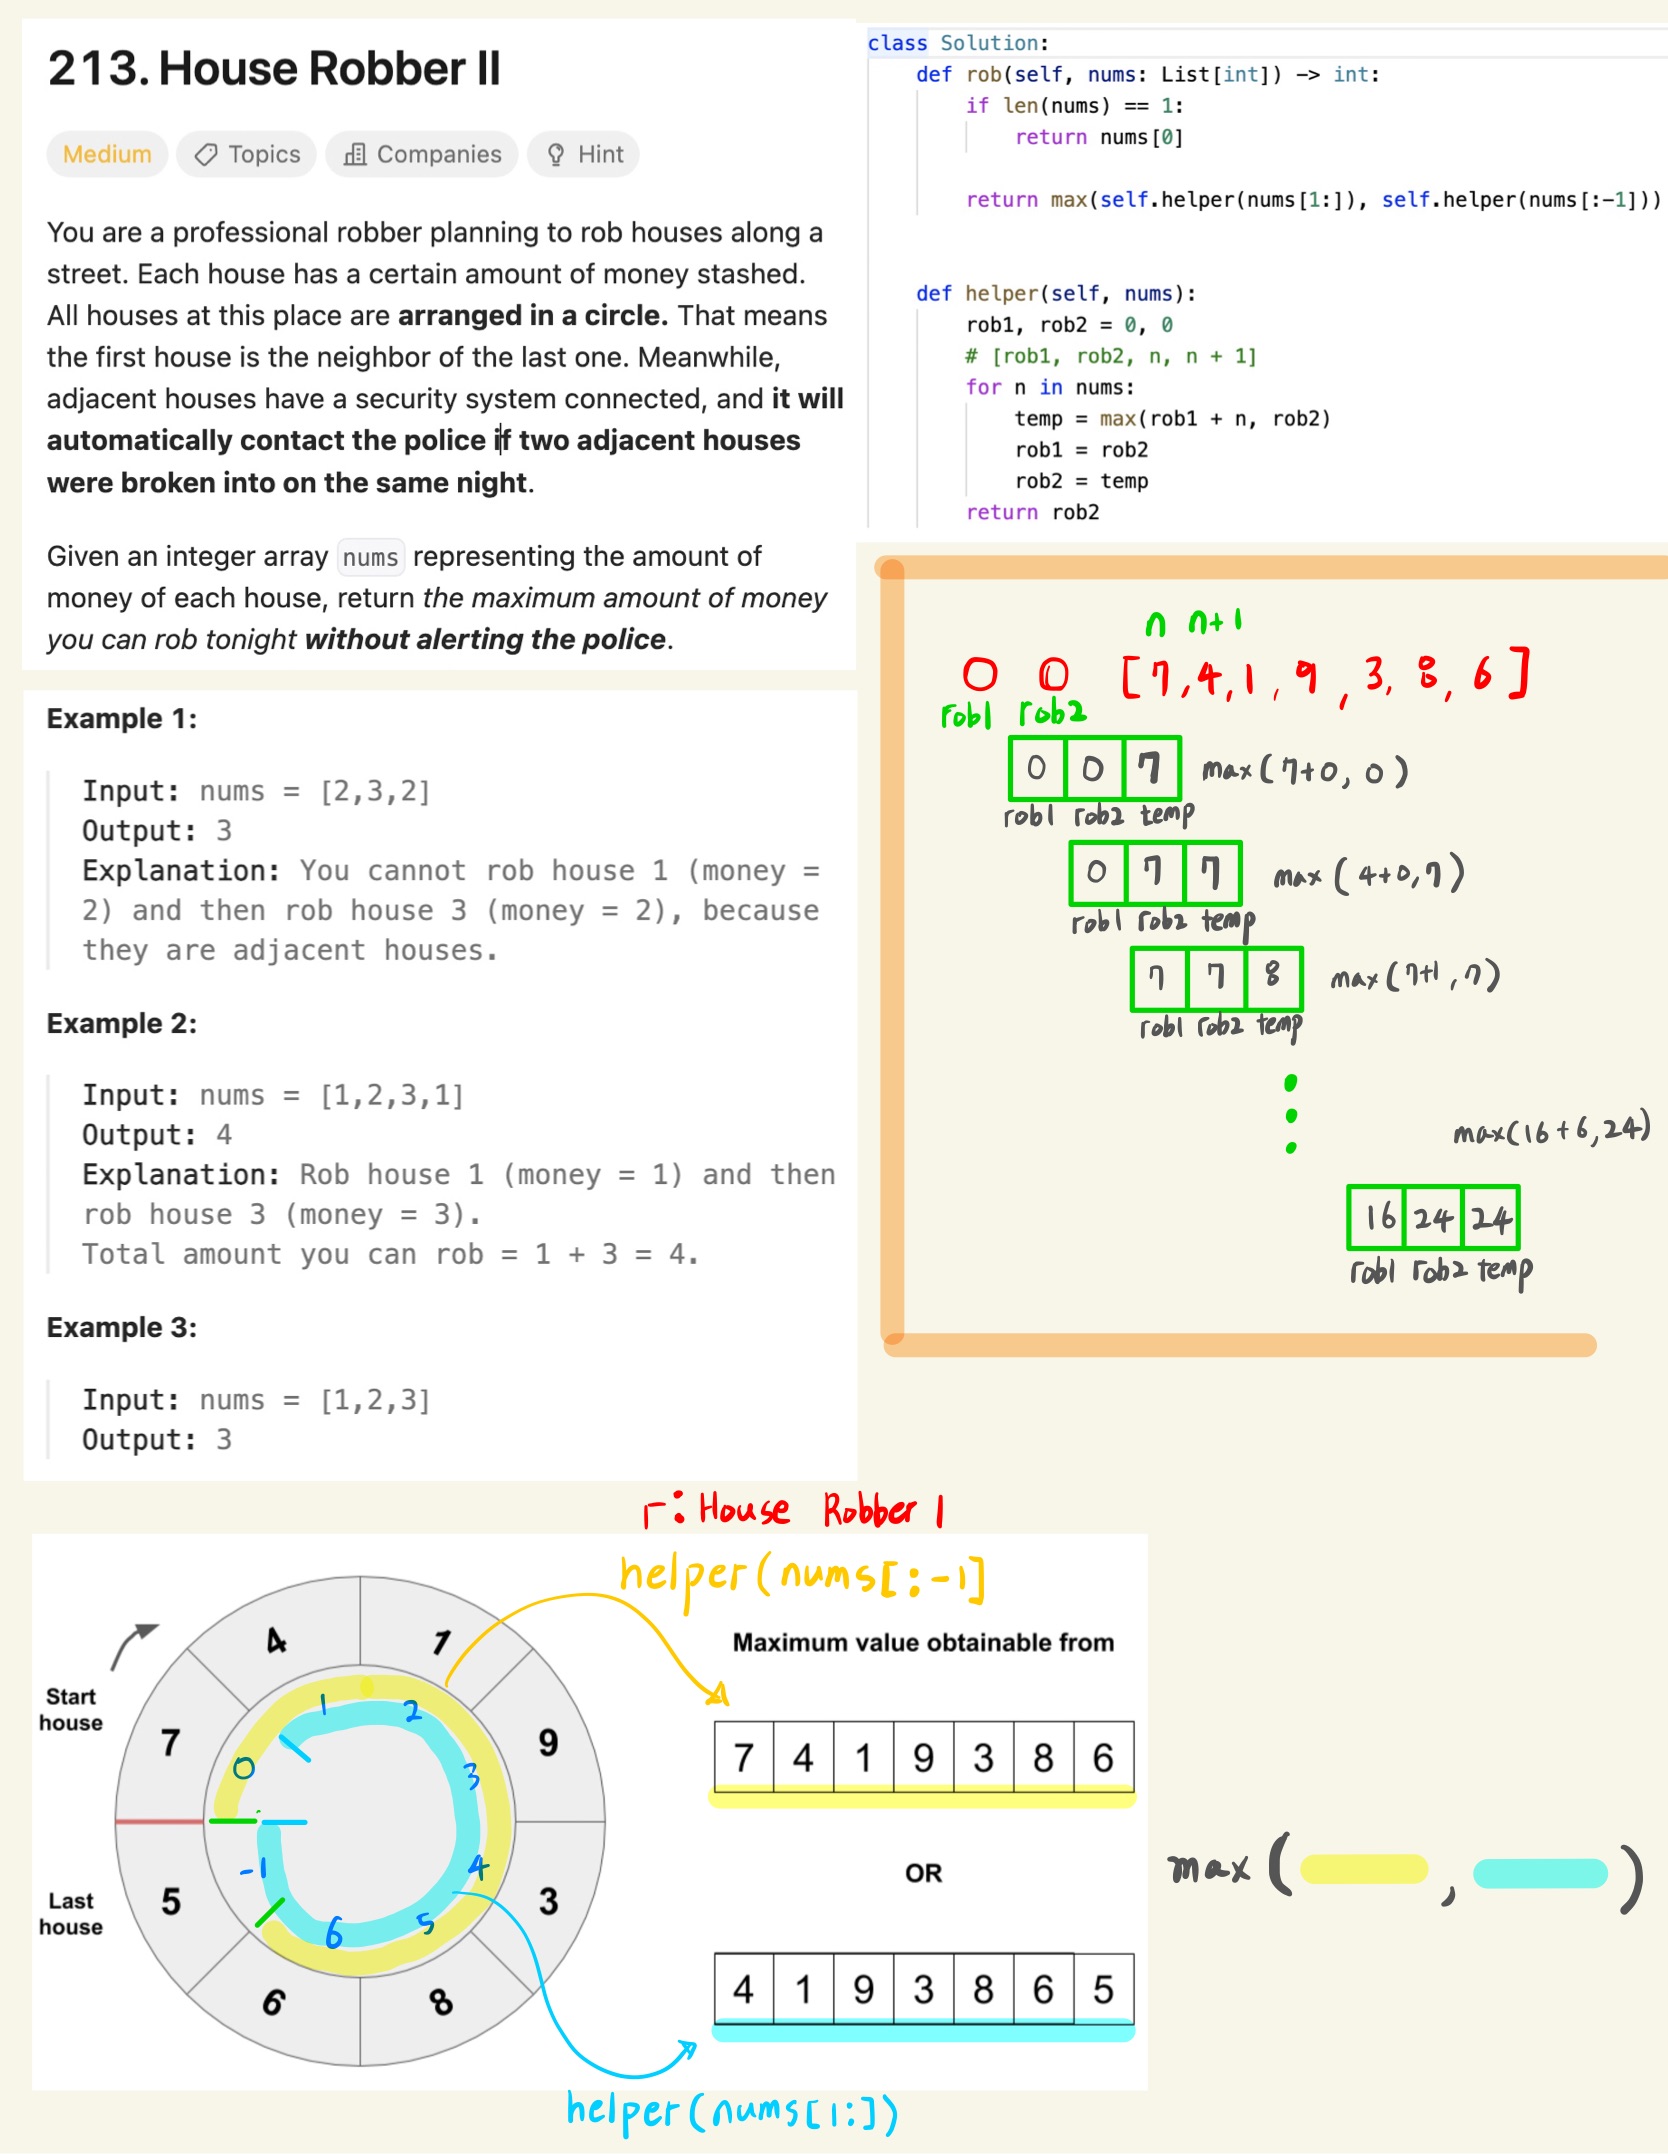 213. House Robber II
Medium Topics Companies Hint
You are a professional robber planning to rob houses along a
street. Each house has a certain amount of money stashed.
All houses at this place are arranged in a circle. That means
the first house is the neighbor of the last one. Meanwhile,
adjacent houses have a security system connected, and it will
automatically contact the police if two adjacent houses
were broken into on the same night.
Given an integer array nums representing the amount of
money of each house, return the maximum amount of money
you can rob tonight without alerting the police.
Example 1:
Input: nums = [2,3,2]
Output: 3
Explanation: You cannot rob house 1 (money =
2) and then rob house 3 (money = 2), because
they are adjacent houses.
Example 2:
Input: nums = [1,2,3,1]
Output: 4
Explanation: Rob house 1 (money = 1) and then
rob house 3 (money = 3).
Total amount you can rob = 1 + 3 = 4.
Example 3:
Input: nums = [1,2,3]
Output: 3
class Solution:
def rob(self, nums: List[int]) -> int:
if len(nums) == 1:
return nums[0]
return max(self.helper(nums[1:]), self.helper(nums[:-1]))
def helper(self, nums):
rob1, rob2 = 0, 0
# [rob1, rob2, n, n + 1]
for n in nums:
temp = max(rob1 + n, rob2)
rob1 = rob2
rob2 = temp
return rob2
n n+1
0 0 [7,4,1,9,3,8,6]
rob1 rob2
0 0 7 max(7+0, 0)
rob1 rob2 temp
0 7 7 max(4+0,7)
rob1 rob2 temp
7 7 8 max(7+1,7)
rob1 rob2 temp
max(16+6,24)
16 24 24
rob1 rob2 temp
r: House Robber 1
helper(nums[:-1]
Maximum value obtainable from
4 1
Start
house
7 9
1 2
0 3
7 4 1 9 3 8 6
-1 4
6 5
Last
house
5 3
6 8
OR
max( , )
4 1 9 3 8 6 5
helper(nums[1:])